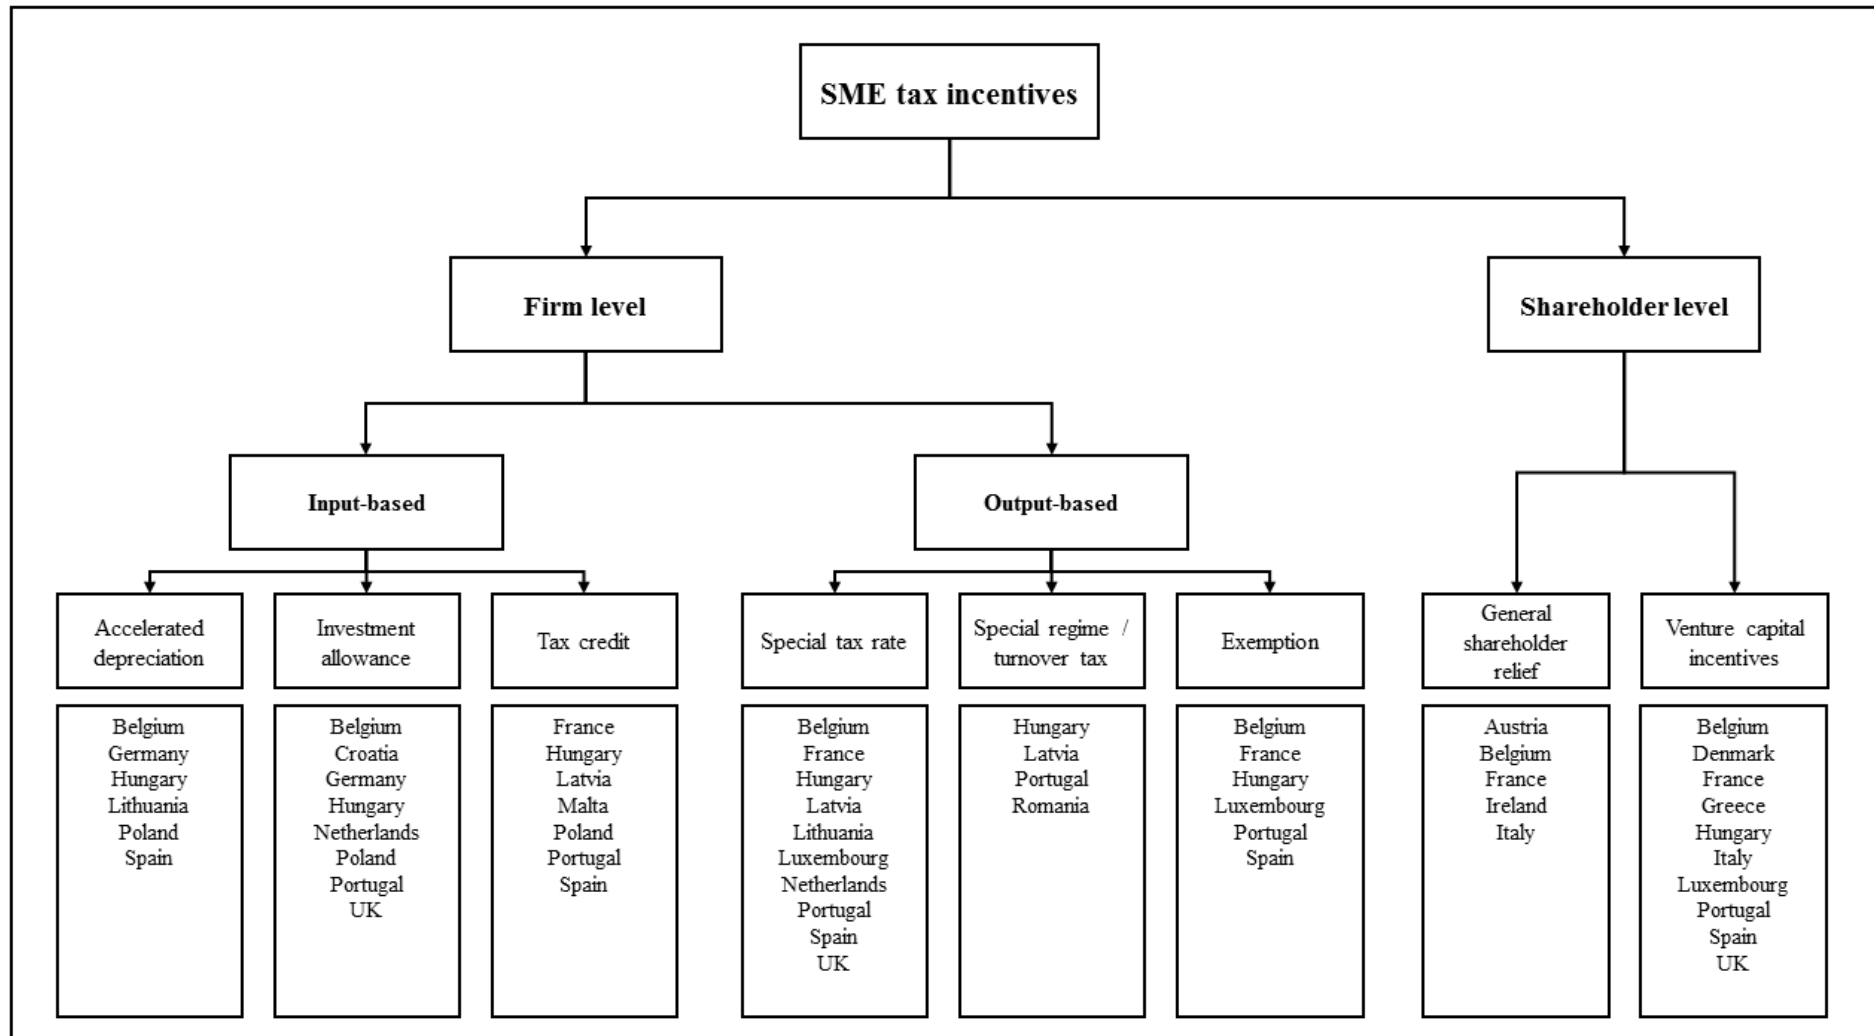 SME tax incentives
Firm level
Shareholder level
Input-based
Output-based
Accelerated
depreciation
Investment
allowance
Tax credit
Special tax rate
Special regime /
turnover tax
Exemption
General
shareholder
relief
Venture capital
incentives
Belgium
Germany
Hungary
Lithuania
Poland
Spain
Belgium
Croatia
Germany
Hungary
Netherlands
Poland
Portugal
UK
France
Hungary
Latvia
Malta
Poland
Portugal
Spain
Belgium
France
Hungary
Latvia
Lithuania
Luxembourg
Netherlands
Portugal
Spain
UK
Hungary
Latvia
Portugal
Romania
Belgium
France
Hungary
Luxembourg
Portugal
Spain
Austria
Belgium
France
Ireland
Italy
Belgium
Denmark
France
Greece
Hungary
Italy
Luxembourg
Portugal
Spain
UK